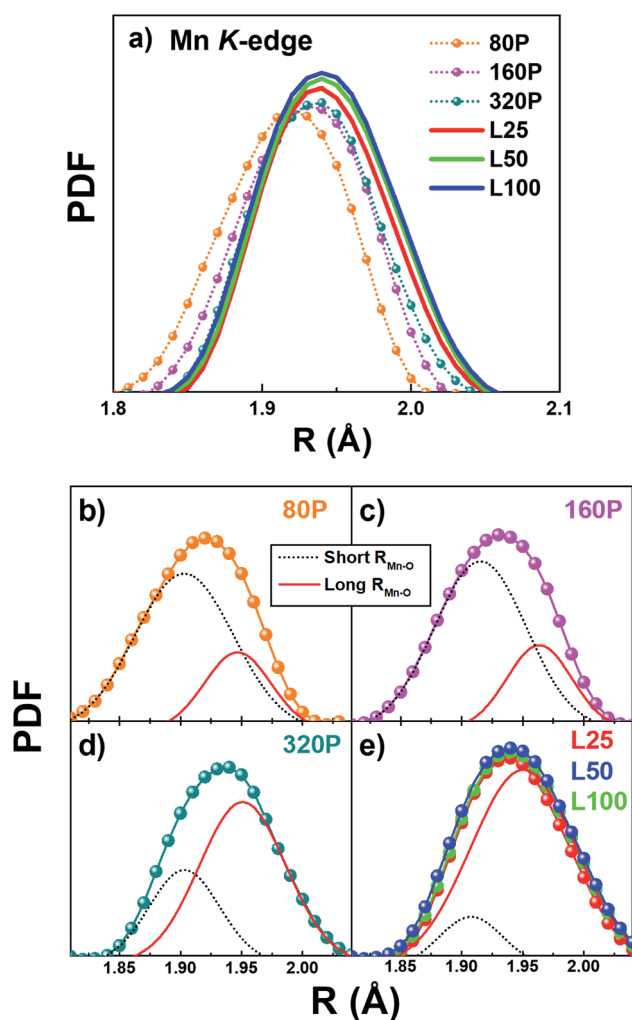 a) Mn K-edge
80P
160P
320P
L25
L50
L100
PDF
1.8 1.9 2.0 2.1
R (Å)
b) 80P
c) 160P
Short R Mn-O
Long R Mn-O
PDF
d) 320P
e) L25
L50
L100
1.85 1.90 1.95 2.00 1.85 1.90 1.95 2.00
R (Å)